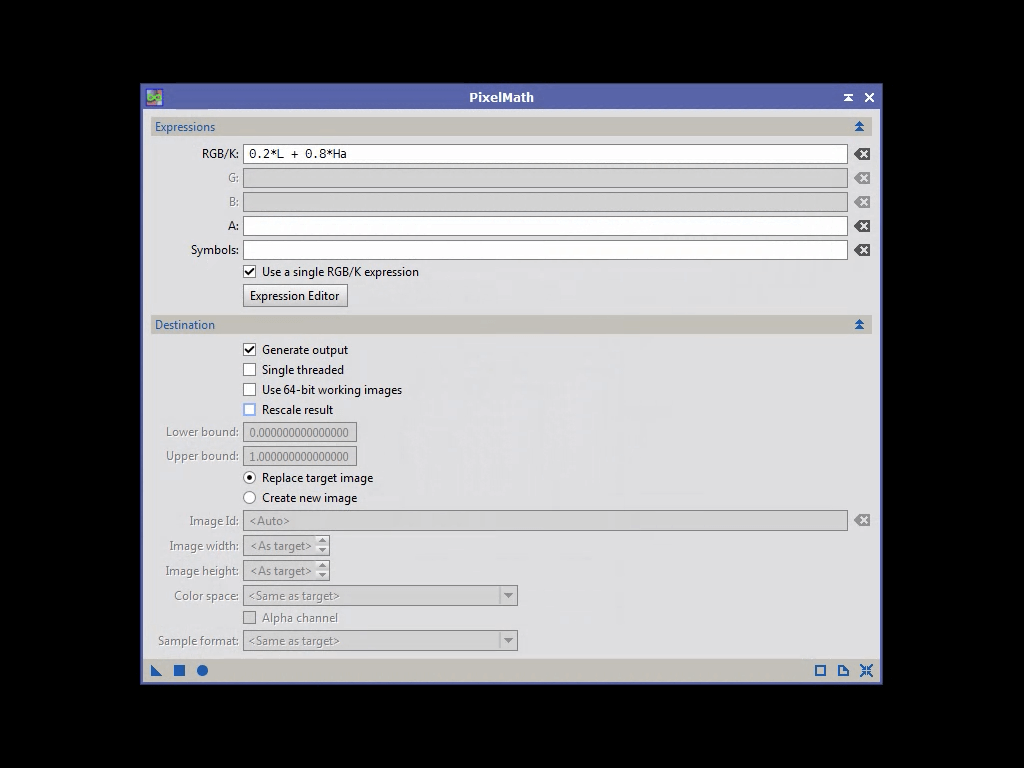 PixelMath
Expressions
RGB/K: 0.2*L + 0.8*Ha
G:
B:
A:
Symbols:
Use a single RGB/K expression
Expression Editor
Destination
Generate output
Single threaded
Use 64-bit working images
Rescale result
Lower bound: 0.000000000000000
Upper bound: 1.000000000000000
Replace target image
Create new image
Image Id: <Auto>
Image width: <As target>
Image height: <As target>
Color space: <Same as target>
Alpha channel
Sample format: <Same as target>